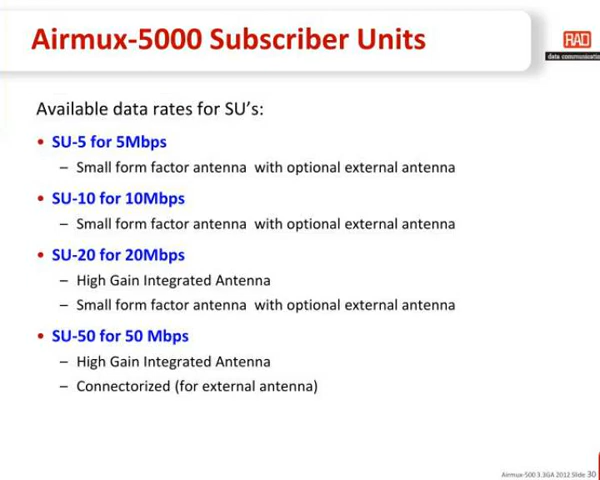 Airmux-5000 Subscriber Units
RAD
data communicatio
Available data rates for SU's:
• SU-5 for 5Mbps
– Small form factor antenna with optional external antenna
• SU-10 for 10Mbps
– Small form factor antenna with optional external antenna
• SU-20 for 20Mbps
– High Gain Integrated Antenna
– Small form factor antenna with optional external antenna
• SU-50 for 50 Mbps
– High Gain Integrated Antenna
– Connectorized (for external antenna)
Airmux-500 3.3GA 2012 Slide 30